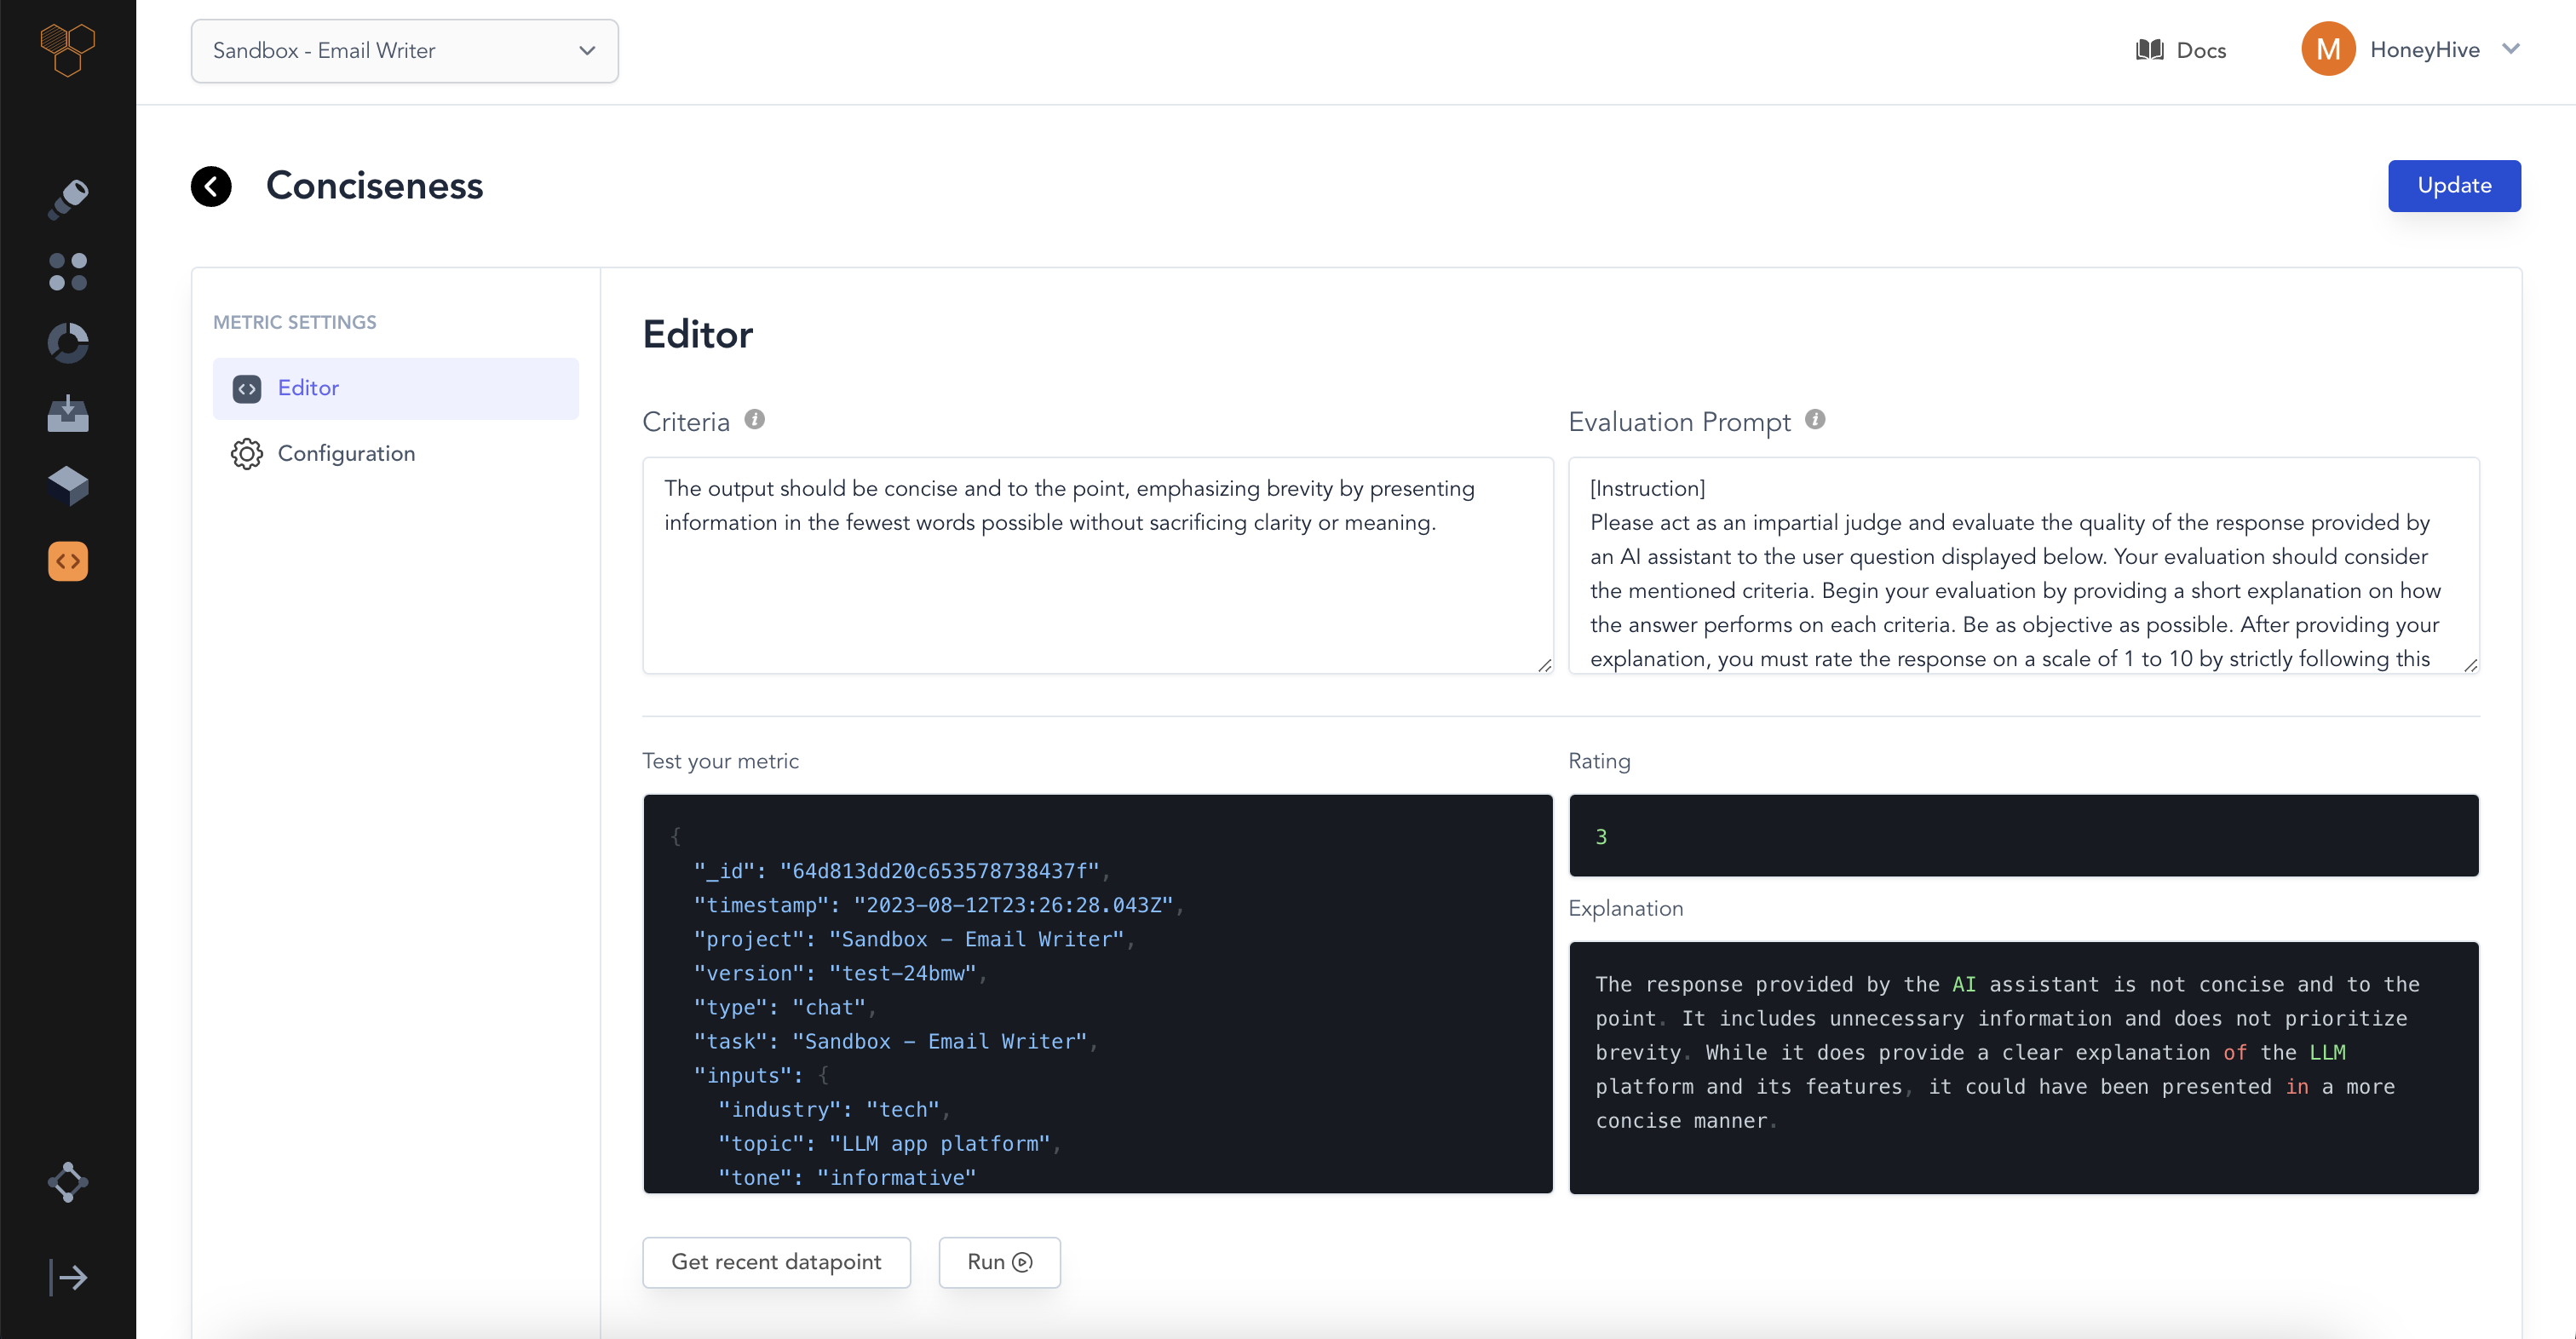 Sandbox - Email Writer
Docs
M
HoneyHive
Conciseness
Update
METRIC SETTINGS
Editor
Configuration
Editor
Criteria
The output should be concise and to the point, emphasizing brevity by presenting
information in the fewest words possible without sacrificing clarity or meaning.
Evaluation Prompt
[Instruction]
Please act as an impartial judge and evaluate the quality of the response provided by
an AI assistant to the user question displayed below. Your evaluation should consider
the mentioned criteria. Begin your evaluation by providing a short explanation on how
the answer performs on each criteria. Be as objective as possible. After providing your
explanation, you must rate the response on a scale of 1 to 10 by strictly following this
Test your metric
{
"_id": "64d813dd20c653578738437f",
"timestamp": "2023-08-12T23:26:28.043Z",
"project": "Sandbox - Email Writer",
"version": "test-24bmw",
"type": "chat",
"task": "Sandbox - Email Writer",
"inputs": {
"industry": "tech",
"topic": "LLM app platform",
"tone": "informative"
Rating
3
Explanation
The response provided by the AI assistant is not concise and to the
point. It includes unnecessary information and does not prioritize
brevity. While it does provide a clear explanation of the LLM
platform and its features, it could have been presented in a more
concise manner.
Get recent datapoint
Run